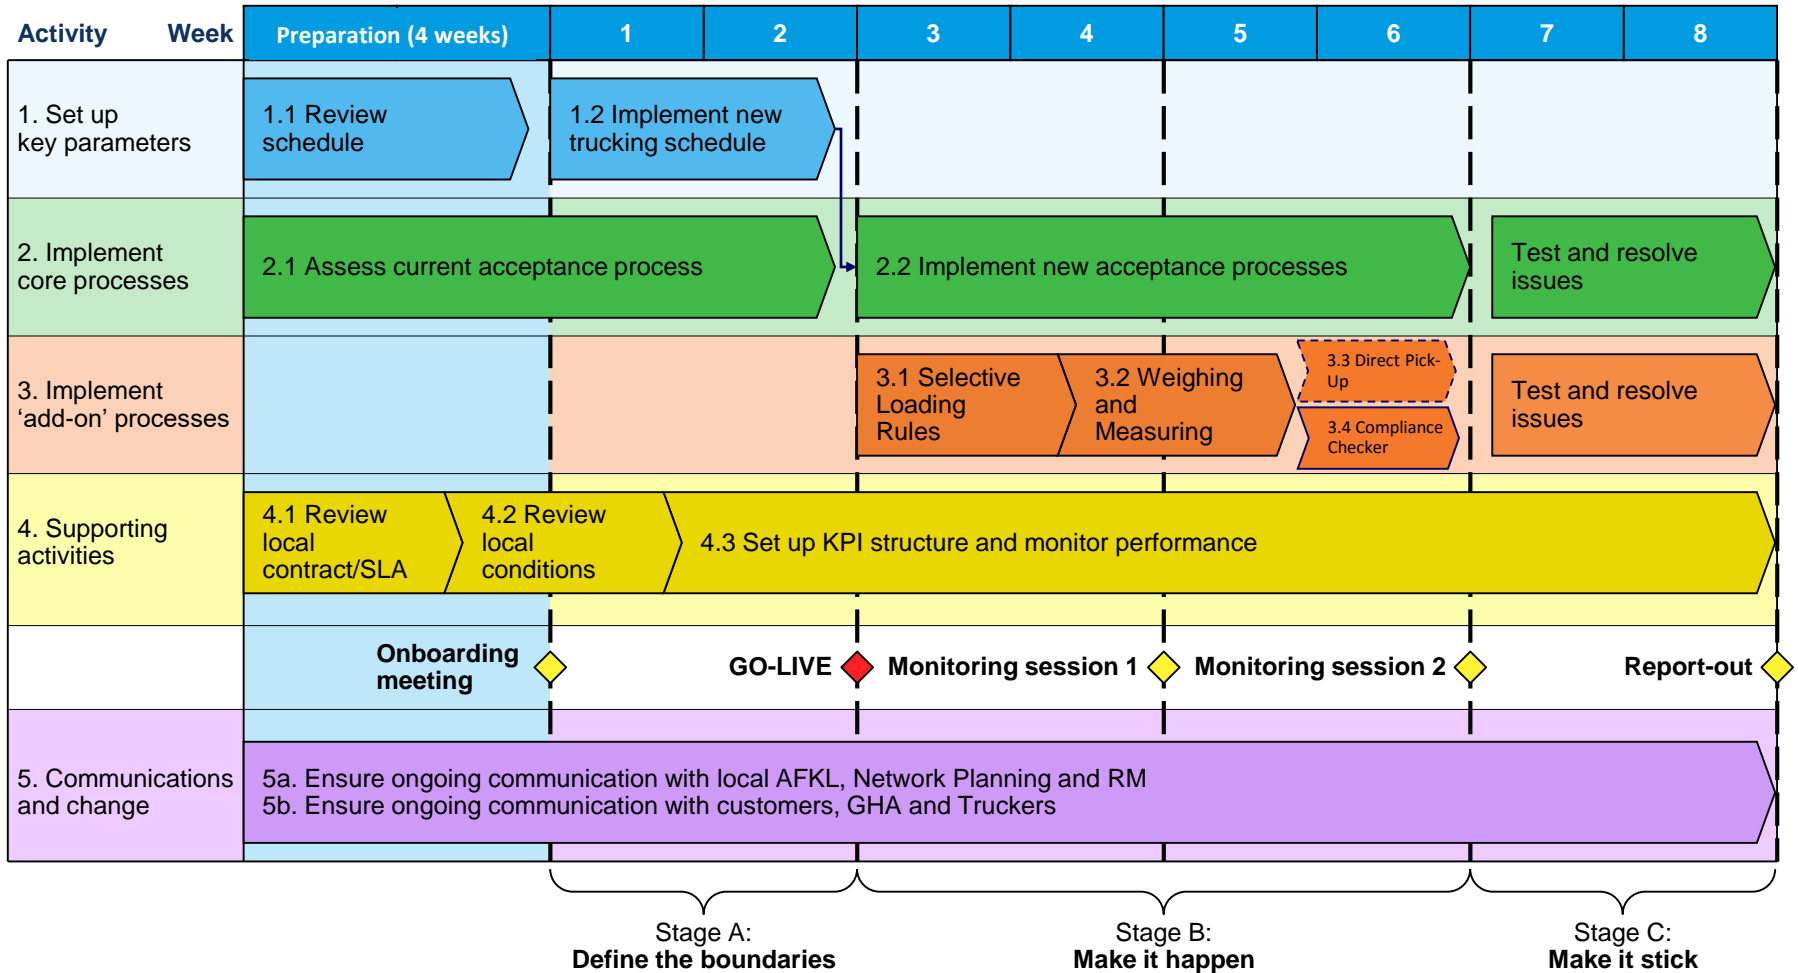 Activity Week Preparation (4 weeks) 1 2 3 4 5 6 7 8
1. Set up
key parameters
1.1 Review
schedule
1.2 Implement new
trucking schedule
2. Implement
core processes
2.1 Assess current acceptance process
2.2 Implement new acceptance processes
Test and resolve
issues
3. Implement
‘add-on’ processes
3.1 Selective
Loading
Rules
3.2 Weighing
and
Measuring
3.3 Direct Pick-
Up
3.4 Compliance
Checker
Test and resolve
issues
4. Supporting
activities
4.1 Review
local
contract/SLA
4.2 Review
local
conditions
4.3 Set up KPI structure and monitor performance
Onboarding
meeting
GO-LIVE
Monitoring session 1
Monitoring session 2
Report-out
5. Communications
and change
5a. Ensure ongoing communication with local AFKL, Network Planning and RM
5b. Ensure ongoing communication with customers, GHA and Truckers
Stage A:
Define the boundaries
Stage B:
Make it happen
Stage C:
Make it stick